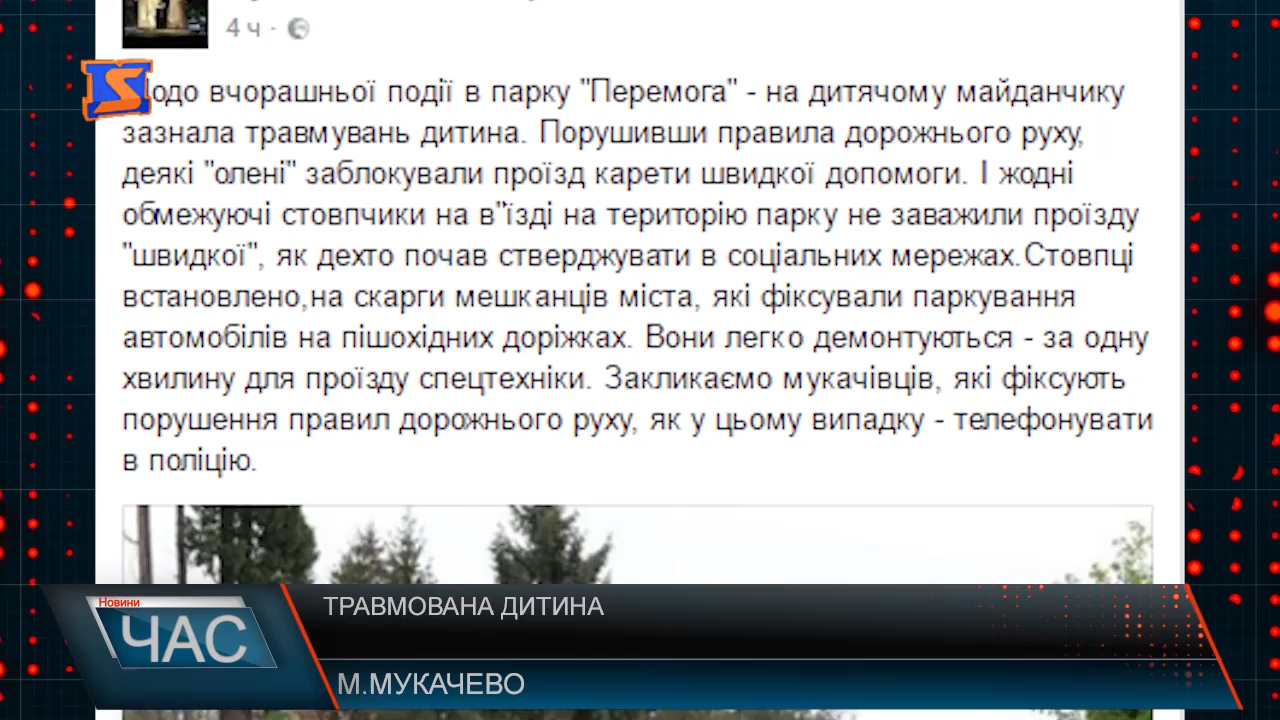 4 ч ·
одо вчорашньої події в парку "Перемога" - на дитячому майданчику
зазнала травмувань дитина. Порушивши правила дорожнього руху,
деякі "олені" заблокували проїзд карети швидкої допомоги. І жодні
обмежуючі стовпчики на в"їзді на територію парку не заважили проїзду
"швидкої", як дехто почав стверджувати в соціальних мережах.Стовпці
встановлено,на скарги мешканців міста, які фіксували паркування
автомобілів на пішохідних доріжках. Вони легко демонтуються - за одну
хвилину для проїзду спецтехніки. Закликаємо мукачівців, які фіксують
порушення правил дорожнього руху, як у цьому випадку - телефонувати
в поліцію.
Новини
ЧАС
ТРАВМОВАНА ДИТИНА
М.МУКАЧЕВО